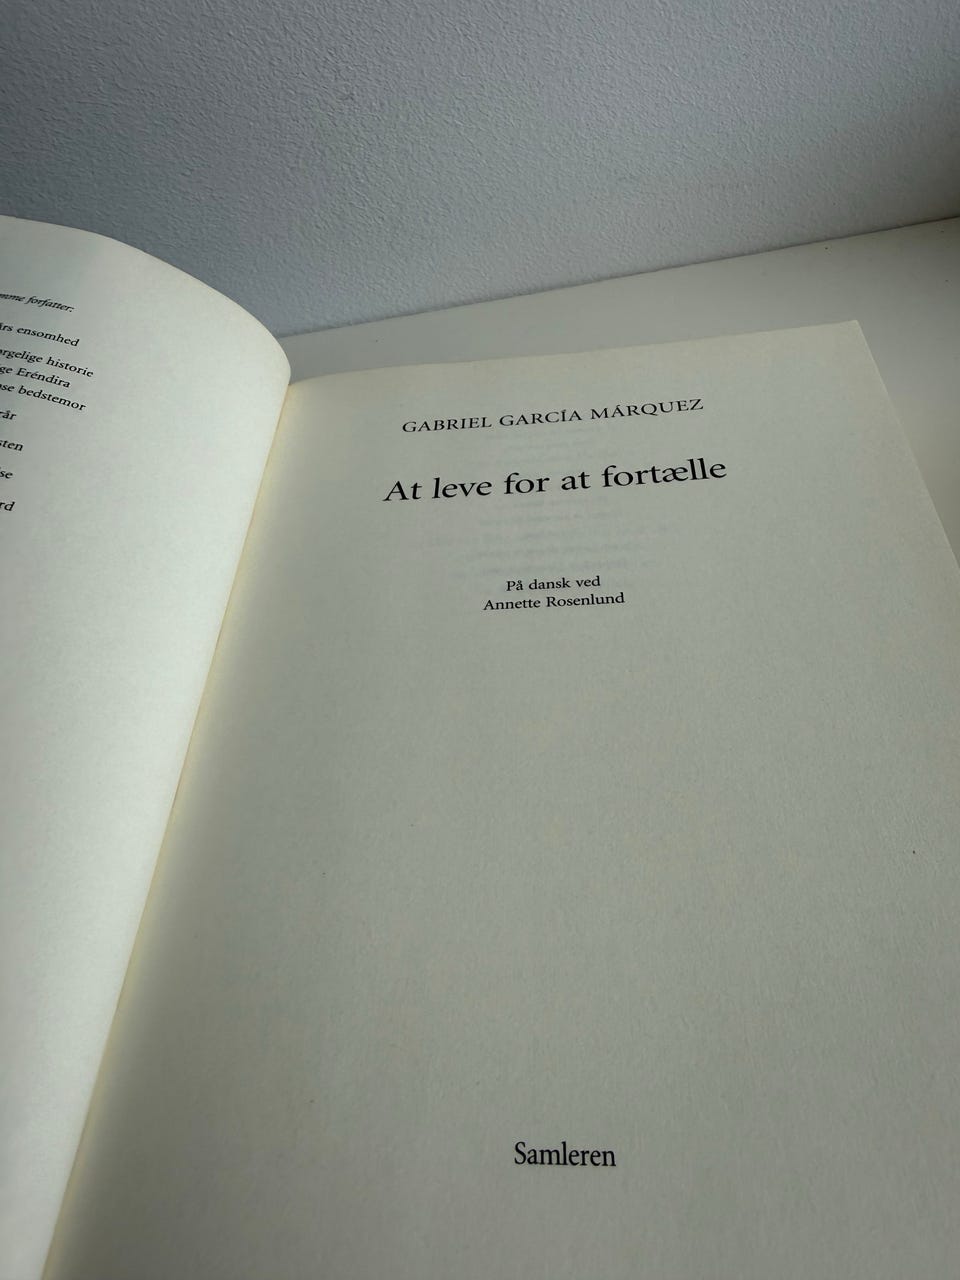 forfatter:
ensomhed
historie
Eréndira
bedstemor
GABRIEL GARCÍA MÁRQUEZ
At leve for at fortælle
På dansk ved
Annette Rosenlund
Samleren